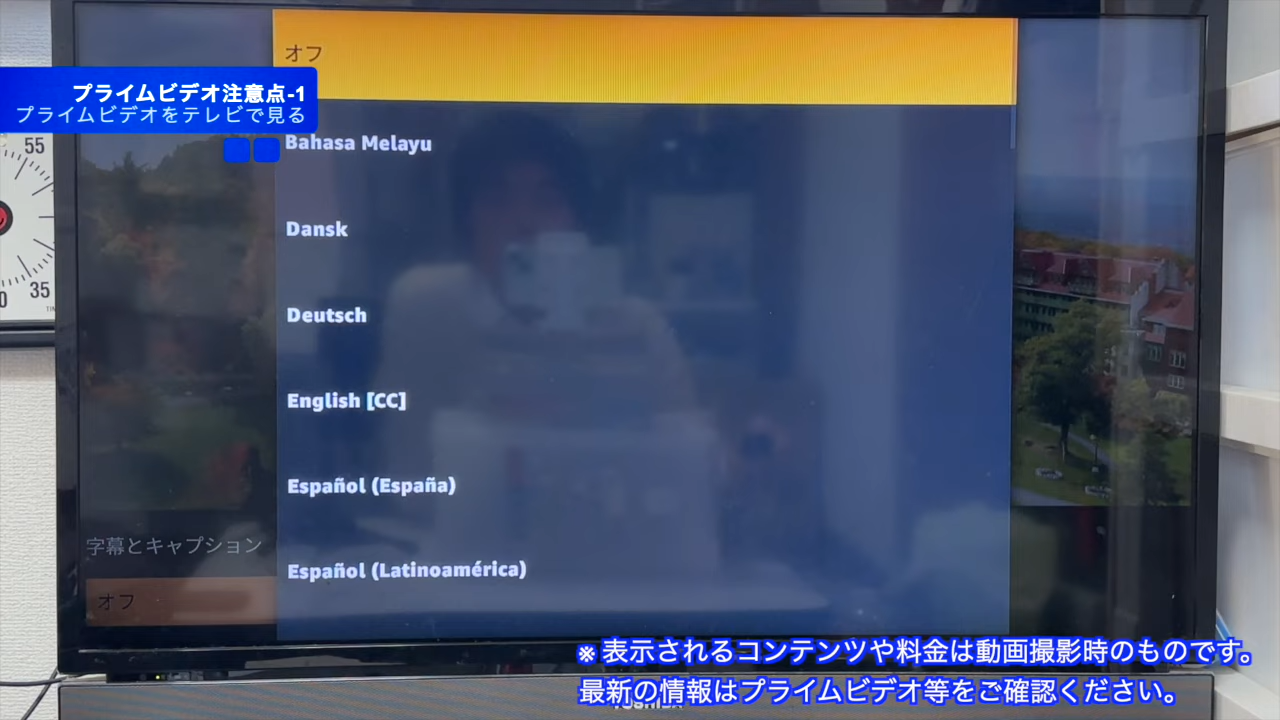 オフ
プライムビデオ注意点-1
プライムビデオをテレビで見る
55
35
Bahasa Melayu
Dansk
Deutsch
English [CC]
Español (España)
Español (Latinoamérica)
字幕とキャプション
オフ
※ 表示されるコンテンツや料金は動画撮影時のものです。
最新の情報はプライムビデオ等をご確認ください。